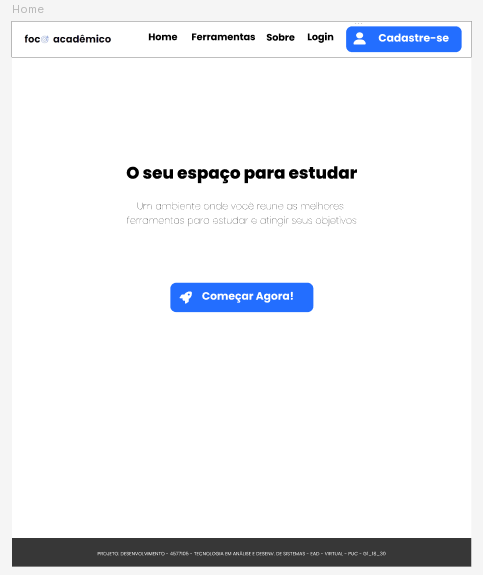 Home
foco acadêmico
Home Ferramentas Sobre Login Cadastre-se
O seu espaço para estudar
Um ambiente onde você reune as melhores
ferramentas para estudar e atingir seus objetivos
Começar Agora!
PROJETO: DESENVOLVIMENTO - 4577105 - TECNOLOGIA EM ANÁLISE E DESENV. DE SISTEMAS - EAD - VIRTUAL - PUC - G1_18_30